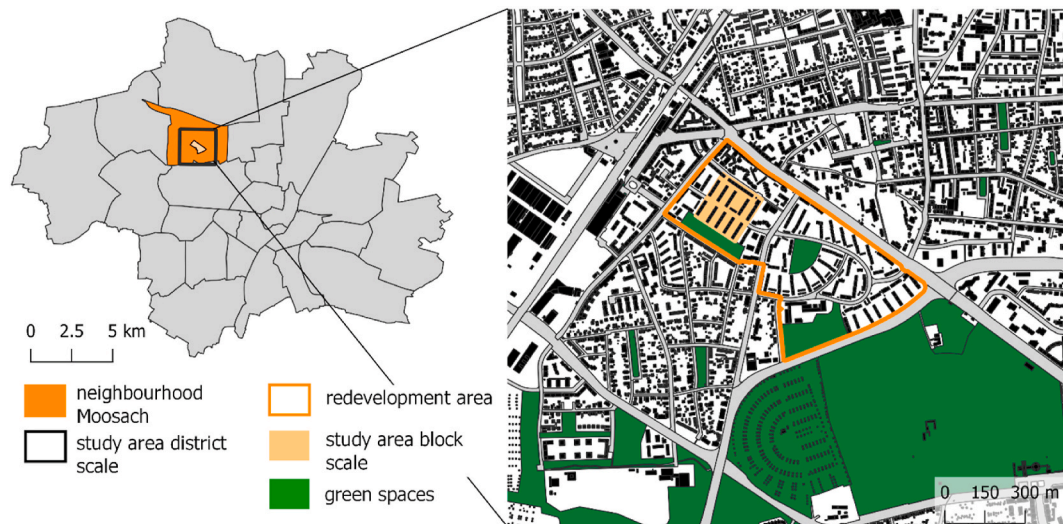 0 2.5 5 km
neighbourhood
Moosach
study area district
scale
redevelopment area
study area block
scale
green spaces
0 150 300 m